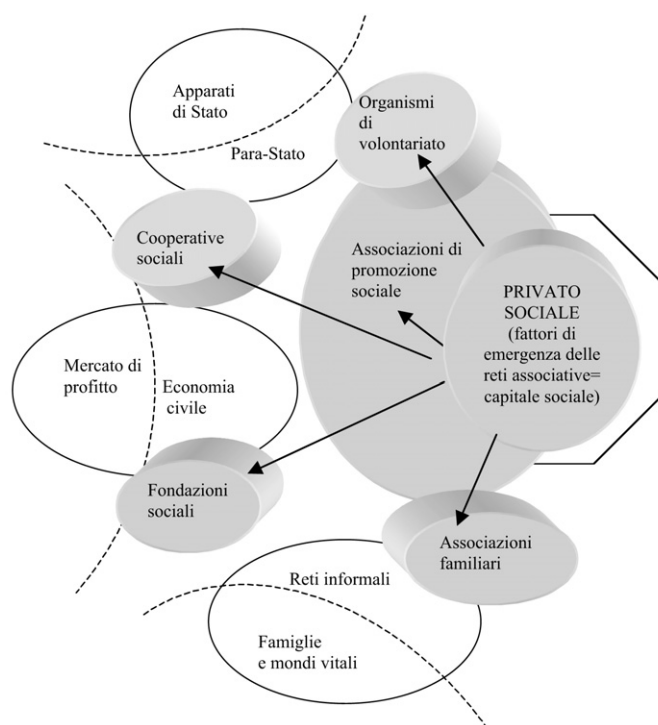 Apparati
di Stato
Para-Stato
Organismi
di
volontariato
Cooperative
sociali
Associazioni di
promozione
sociale
PRIVATO
SOCIALE
(fattori di
emergenza delle
reti associative=
capitale sociale)
Mercato di
profitto
Economia
civile
Fondazioni
sociali
Associazioni
familiari
Reti informali
Famiglie
e mondi vitali